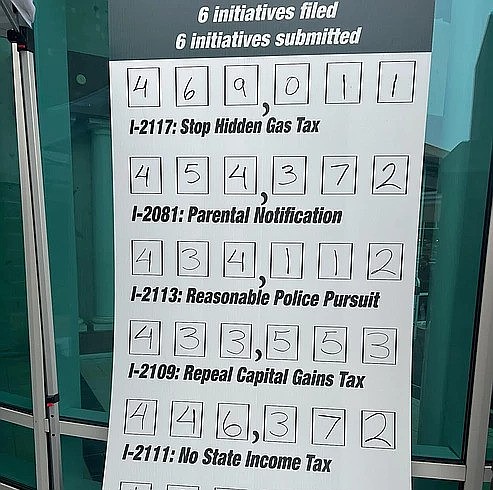 6 initiatives filed
6 initiatives submitted
469,011
I-2117: Stop Hidden Gas Tax
454,372
I-2081: Parental Notification
434,112
I-2113: Reasonable Police Pursuit
433,553
I-2109: Repeal Capital Gains Tax
446,372
I-2111: No State Income Tax